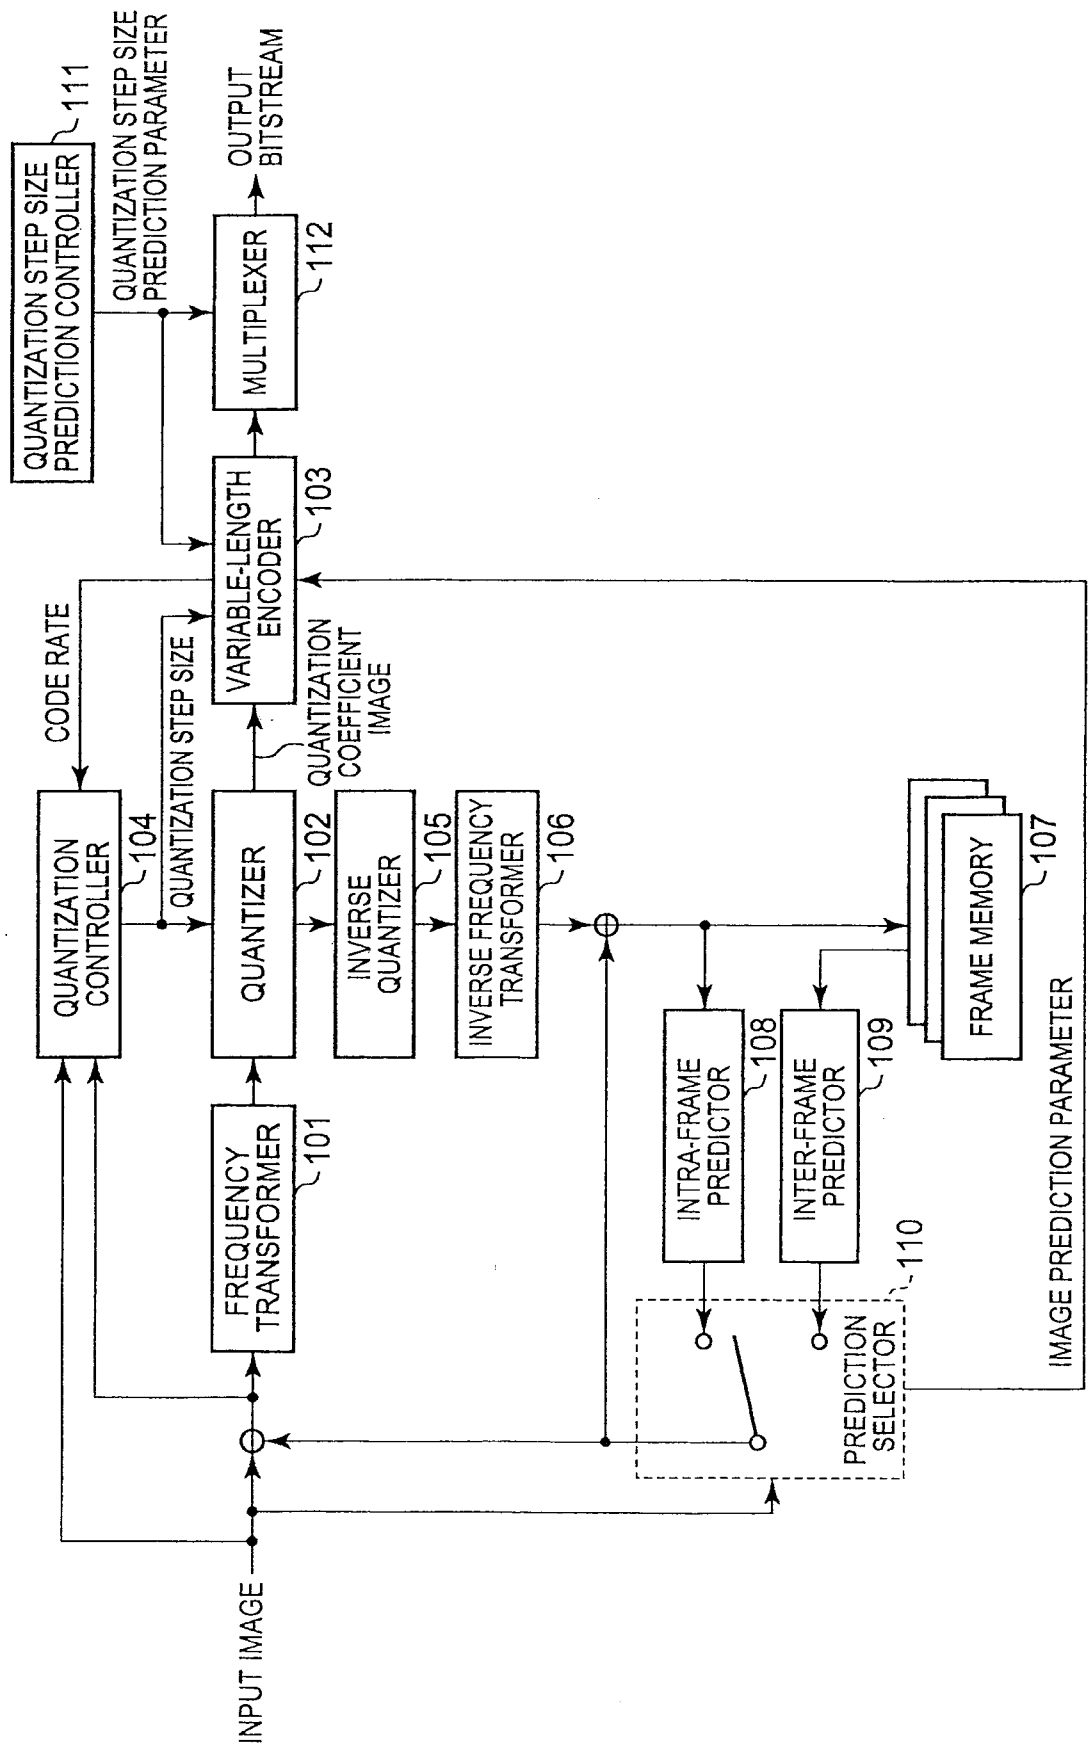 QUANTIZATION STEP SIZE
PREDICTION CONTROLLER
111
QUANTIZATION STEP SIZE
PREDICTION PARAMETER
CODE RATE
QUANTIZATION
CONTROLLER
104
QUANTIZATION STEP SIZE
INPUT IMAGE
FREQUENCY
TRANSFORMER
101
QUANTIZER
102
QUANTIZATION
COEFFICIENT
IMAGE
VARIABLE-LENGTH
ENCODER
103
MULTIPLEXER
112
OUTPUT
BITSTREAM
INVERSE
QUANTIZER
105
INVERSE FREQUENCY
TRANSFORMER
106
INTRA-FRAME
PREDICTOR
108
INTER-FRAME
PREDICTOR
109
PREDICTION
SELECTOR
110
FRAME MEMORY
107
IMAGE PREDICTION PARAMETER